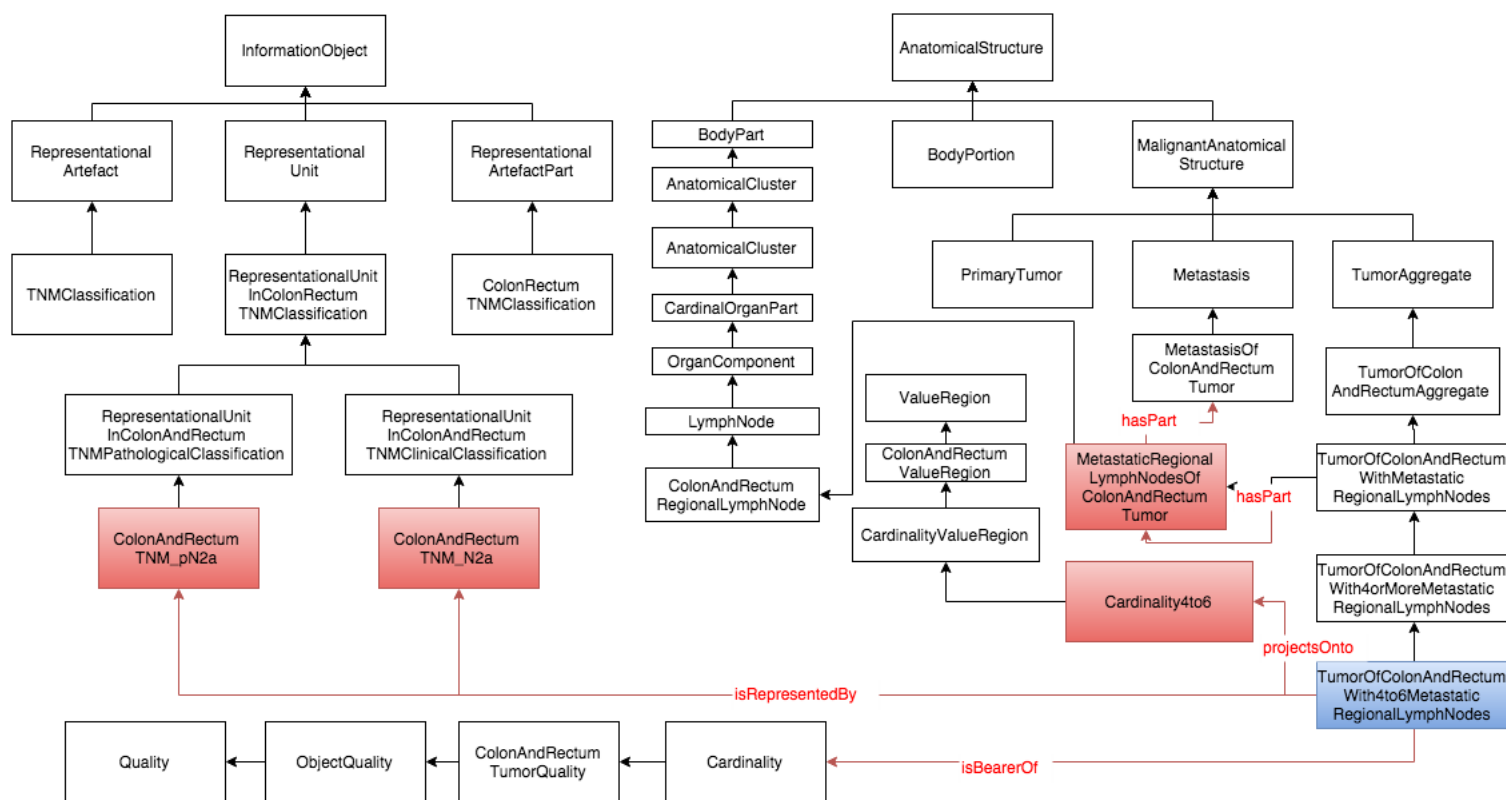 InformationObject
AnatomicalStructure
Representational
Artefact
Representational
Unit
Representational
ArtefactPart
BodyPart
BodyPortion
MalignantAnatomical
Structure
AnatomicalCluster
AnatomicalCluster
TNMClassification
RepresentationalUnit
InColonRectum
TNMClassification
ColonRectum
TNMClassification
PrimaryTumor
Metastasis
TumorAggregate
CardinalOrganPart
OrganComponent
MetastasisOf
ColonAndRectum
Tumor
TumorOfColon
AndRectumAggregate
RepresentationalUnit
InColonAndRectum
TNMPathologicalClassification
RepresentationalUnit
InColonAndRectum
TNMClinicalClassification
LymphNode
ValueRegion
hasPart
ColonAndRectum
ValueRegion
ColonAndRectum
RegionalLymphNode
MetastaticRegional
LymphNodesOf
ColonAndRectum
Tumor
hasPart
TumorOfColonAndRectum
WithMetastatic
RegionalLymphNodes
ColonAndRectum
TNM_pN2a
ColonAndRectum
TNM_N2a
CardinalityValueRegion
Cardinality4to6
TumorOfColonAndRectum
With4orMoreMetastatic
RegionalLymphNodes
projectsOnto
isRepresentedBy
TumorOfColonAndRectum
With4to6Metastatic
RegionalLymphNodes
Quality
ObjectQuality
ColonAndRectum
TumorQuality
Cardinality
isBearerOf